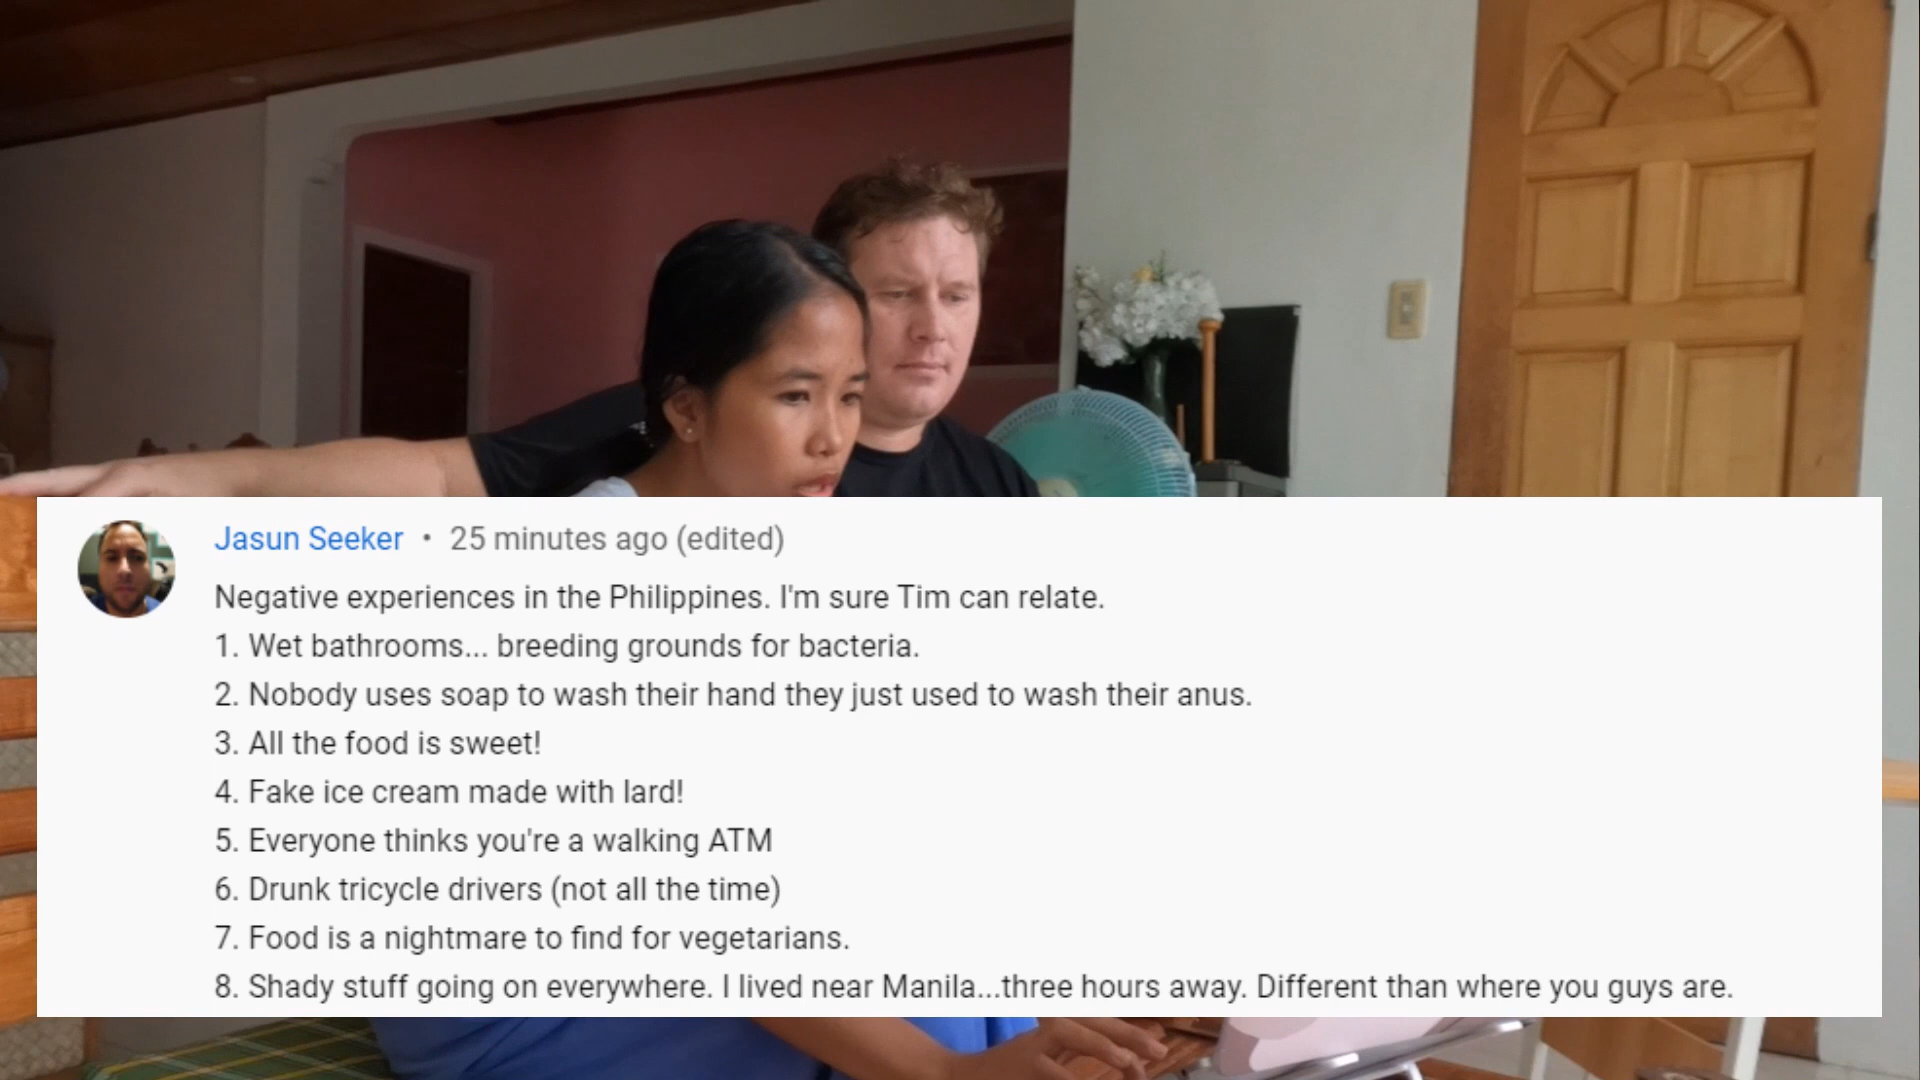 Jasun Seeker • 25 minutes ago (edited)
Negative experiences in the Philippines. I'm sure Tim can relate.
1. Wet bathrooms... breeding grounds for bacteria.
2. Nobody uses soap to wash their hand they just used to wash their anus.
3. All the food is sweet!
4. Fake ice cream made with lard!
5. Everyone thinks you're a walking ATM
6. Drunk tricycle drivers (not all the time)
7. Food is a nightmare to find for vegetarians.
8. Shady stuff going on everywhere. I lived near Manila...three hours away. Different than where you guys are.